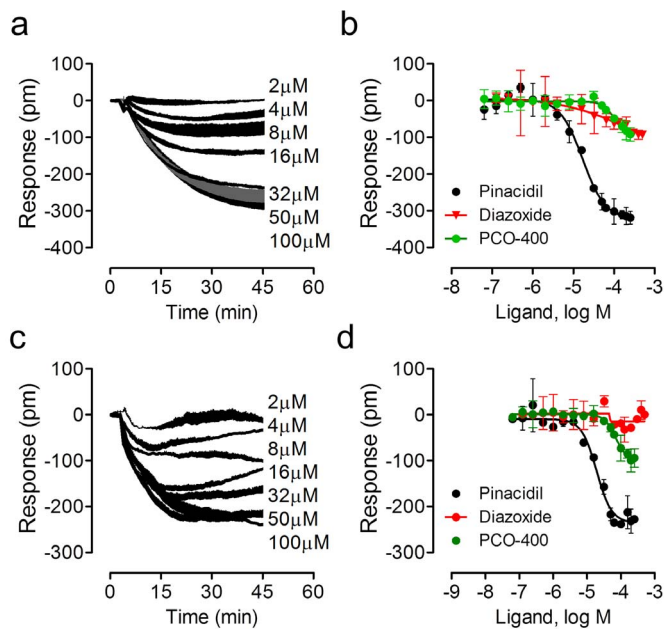 a
100
0
-100
-200
-300
-400
Response (pm)
0 15 30 45 60
Time (min)
2μM
4μM
8μM
16μM
32μM
50μM
100μM
b
100
0
-100
-200
-300
-400
Response (pm)
Pinacidil
Diazoxide
PCO-400
-8 -7 -6 -5 -4 -3
Ligand, log M
c
100
0
-100
-200
-300
Response (pm)
0 15 30 45 60
Time (min)
2μM
4μM
8μM
16μM
32μM
50μM
100μM
d
100
0
-100
-200
-300
Response (pm)
Pinacidil
Diazoxide
PCO-400
-9 -8 -7 -6 -5 -4 -3
Ligand, log M